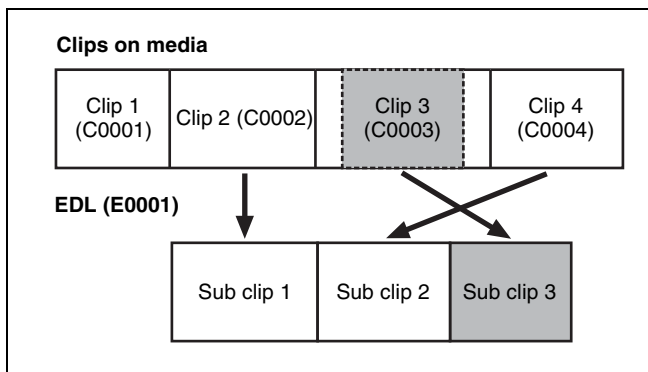 Clips on media
Clip 1
(C0001)
Clip 2 (C0002)
Clip 3
(C0003)
Clip 4
(C0004)
EDL (E0001)
Sub clip 1
Sub clip 2
Sub clip 3